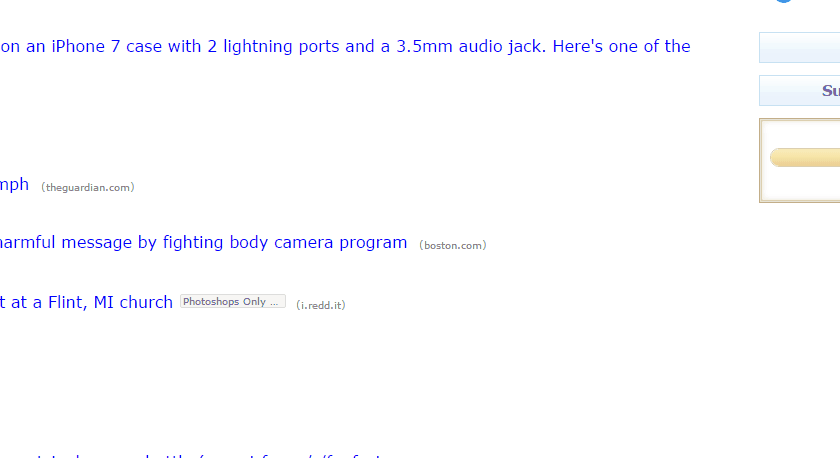 on an iPhone 7 case with 2 lightning ports and a 3.5mm audio jack. Here's one of the
Su
mph (theguardian.com)
harmful message by fighting body camera program (boston.com)
t at a Flint, MI church Photoshops Only ... (i.redd.it)